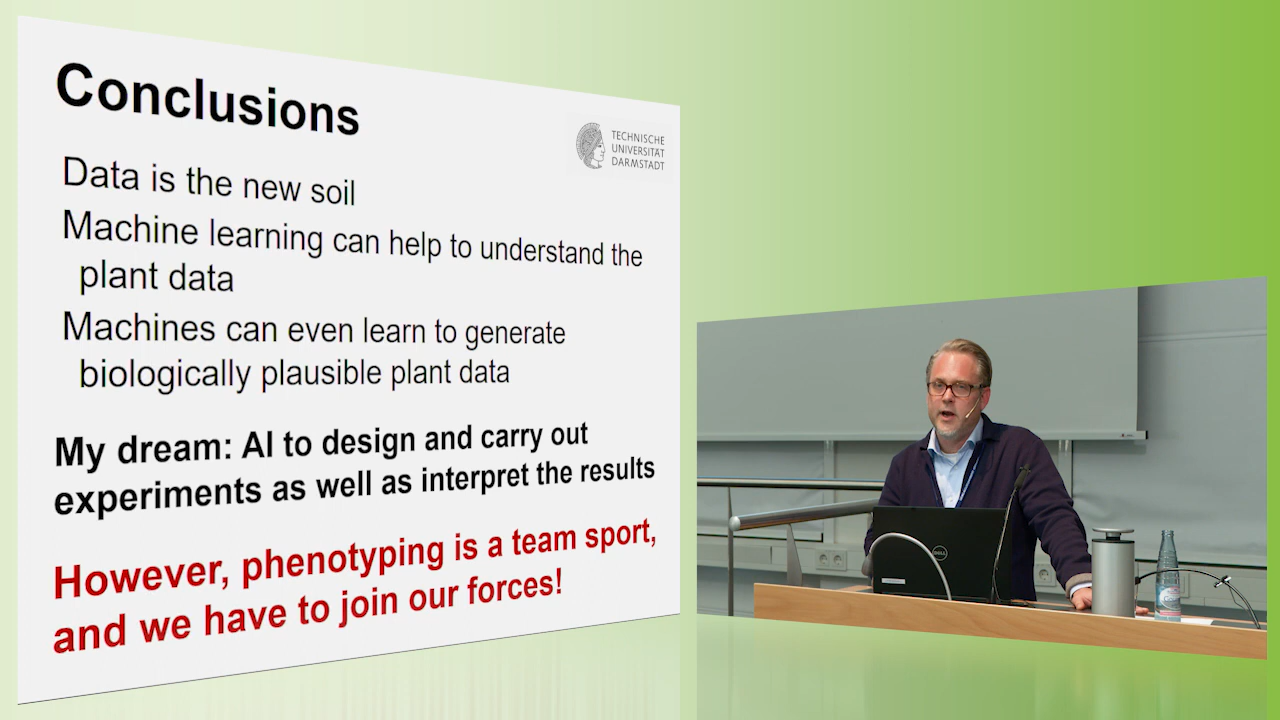 Conclusions
TECHNISCHE
UNIVERSITÄT
DARMSTADT
Data is the new soil
Machine learning can help to understand the
plant data
Machines can even learn to generate
biologically plausible plant data
My dream: AI to design and carry out
experiments as well as interpret the results
However, phenotyping is a team sport,
and we have to join our forces!
DELL